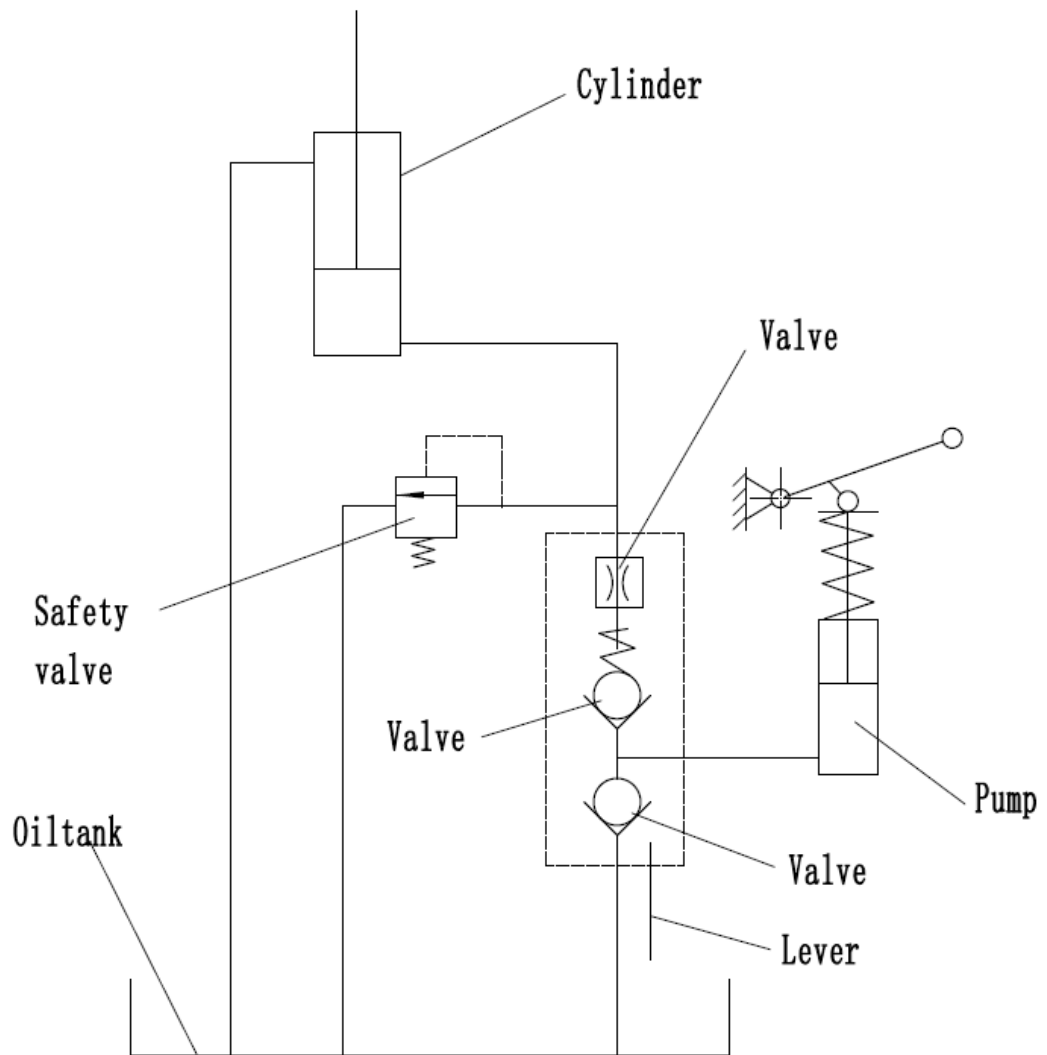 Cylinder
Valve
Safety
valve
Valve
Pump
Oiltank
Valve
Lever